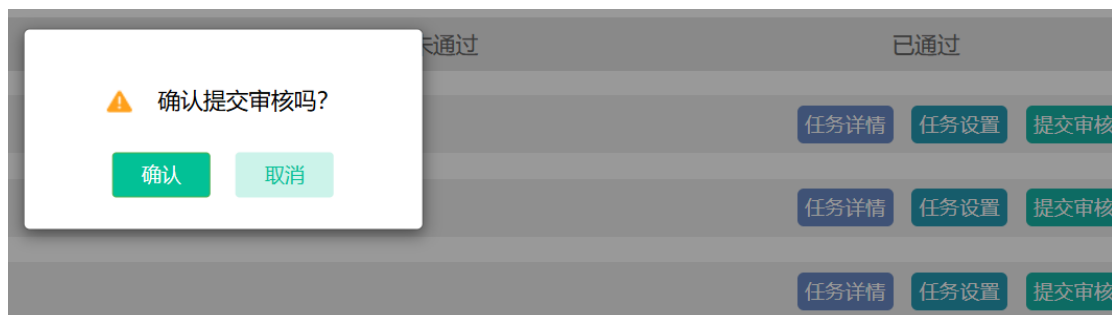 未通过
已通过
确认提交审核吗?
确认
取消
任务详情
任务设置
提交审核
任务详情
任务设置
提交审核
任务详情
任务设置
提交审核